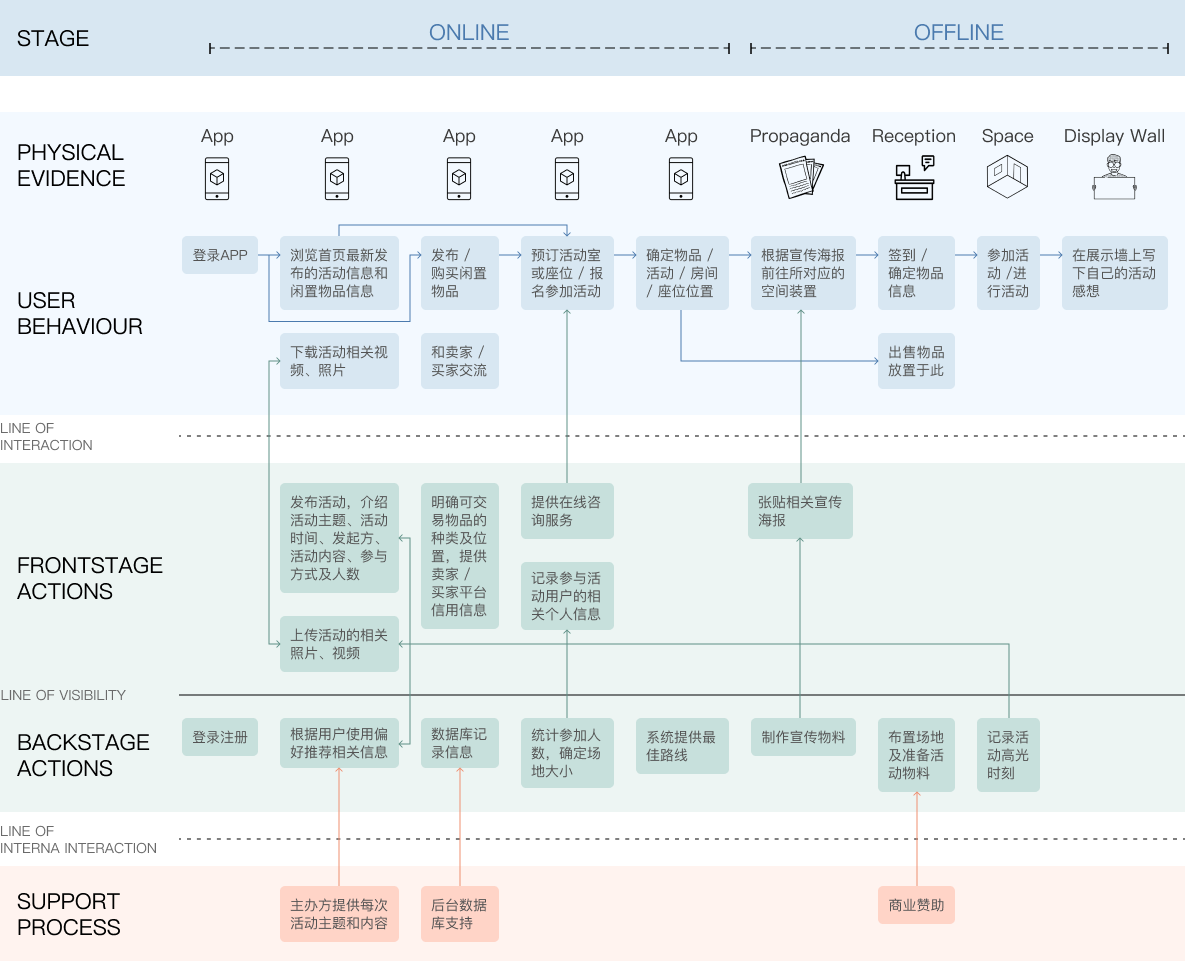 STAGE
ONLINE
OFFLINE
PHYSICAL
EVIDENCE
App
App
App
App
App
Propaganda
Reception
Space
Display Wall
USER
BEHAVIOUR
登录APP
浏览首页最新发
布的活动信息和
闲置物品信息
发布 /
购买闲置
物品
预订活动室
或座位 / 报
名参加活动
确定物品 /
活动 / 房间
/ 座位位置
根据宣传海报
前往所对应的
空间装置
签到 /
确定物品
信息
参加活
动 /进
行活动
在展示墙上写
下自己的活动
感想
下载活动相关视
频、照片
和卖家 /
买家交流
出售物品
放置于此
LINE OF
INTERACTION
FRONTSTAGE
ACTIONS
发布活动，介绍
活动主题、活动
时间、发起方、
活动内容、参与
方式及人数
明确可交
易物品的
种类及位
置，提供
卖家 /
买家平台
信用信息
提供在线咨
询服务
张贴相关宣传
海报
记录参与活
动用户的相
关个人信息
上传活动的相关
照片、视频
LINE OF VISIBILITY
BACKSTAGE
ACTIONS
登录注册
根据用户使用偏
好推荐相关信息
数据库记
录信息
统计参加人
数，确定场
地大小
系统提供最
佳路线
制作宣传物料
布置场地
及准备活
动物料
记录活
动高光
时刻
LINE OF
INTERNA INTERACTION
SUPPORT
PROCESS
主办方提供每次
活动主题和内容
后台数据
库支持
商业赞助